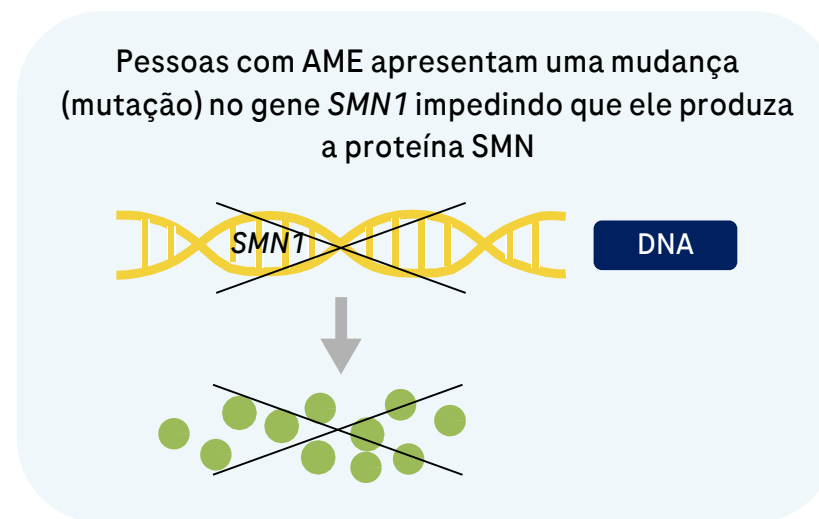 Pessoas com AME apresentam uma mudança
(mutação) no gene SMN1 impedindo que ele produza
a proteína SMN
SMN1
DNA